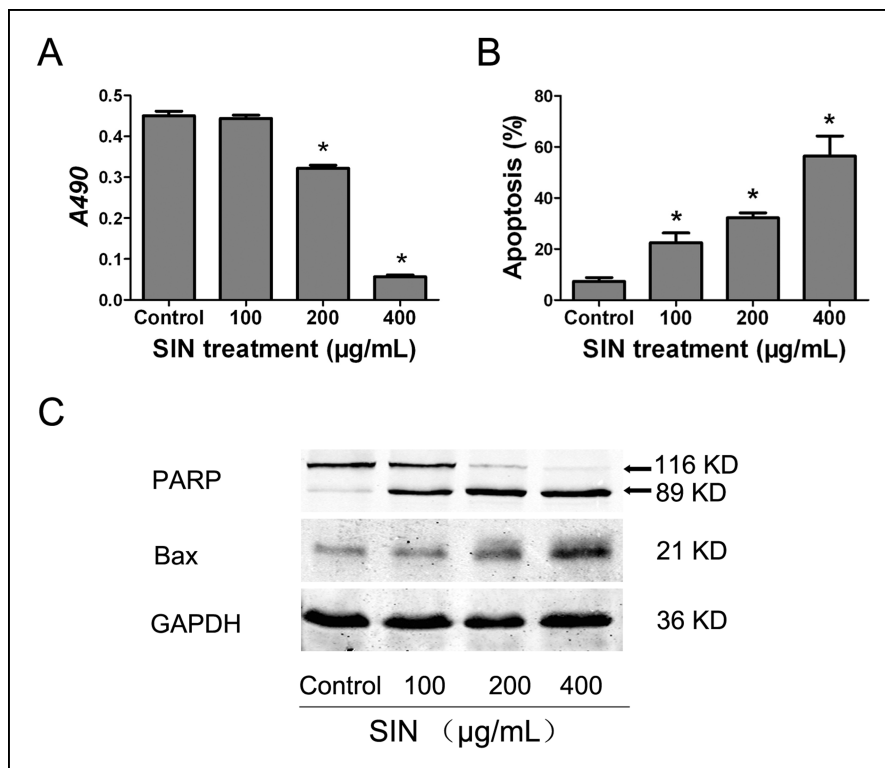 A
0.5
0.4
0.3
0.2
0.1
0.0
A490
*
*
Control 100 200 400
SIN treatment (µg/mL)
B
80
60
40
20
0
Apoptosis (%)
*
*
*
Control 100 200 400
SIN treatment (µg/mL)
C
PARP
116 KD
89 KD
Bax
21 KD
GAPDH
36 KD
Control 100 200 400
SIN （µg/mL）